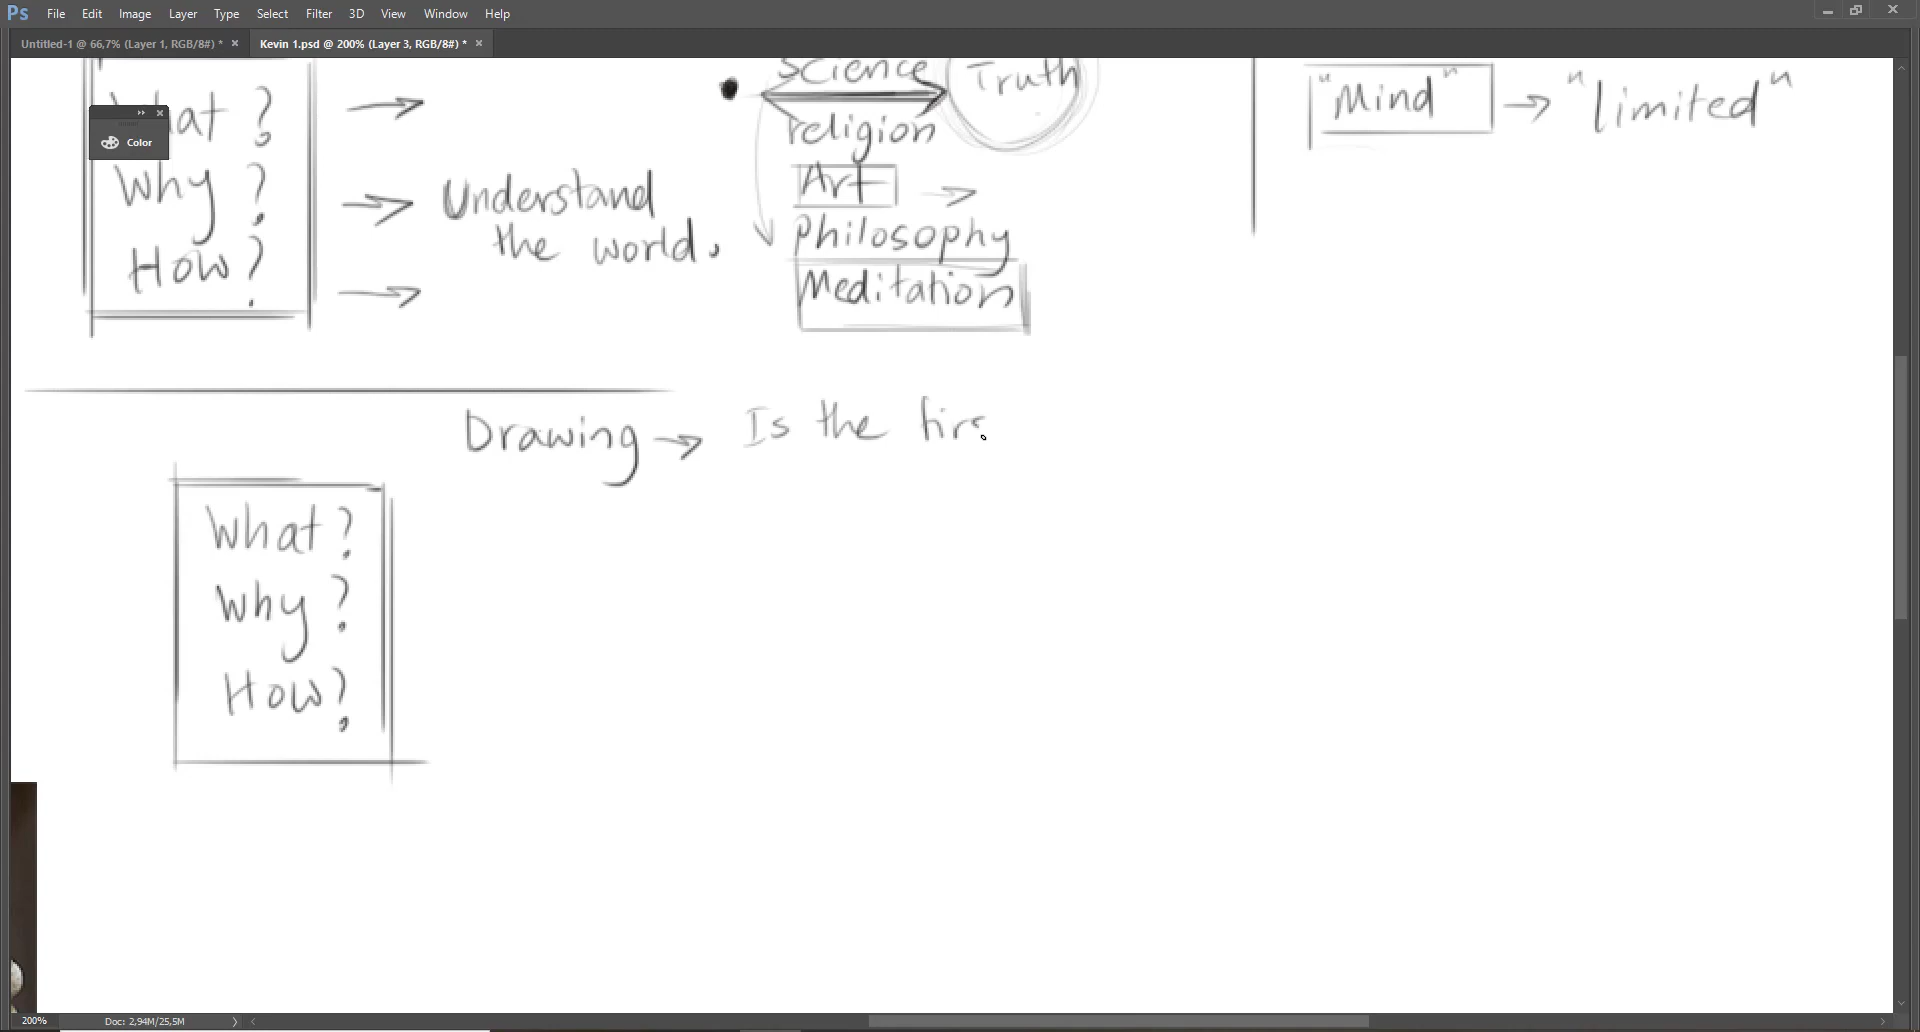 Ps File Edit Image Layer Type Select Filter 3D View Window Help
Untitled-1 @ 66,7% (Layer 1, RGB/8#) * × Kevin 1.psd @ 200% (Layer 3, RGB/8#) * ×
Color
hat ?
Why ?
How ?
Understand
the world.
Science
Truth
religion
Art
Philosophy
Meditation
"Mind" → "limited"
Drawing → Is the firs
What ?
Why ?
How ?
200% Doc: 2,94M/25,5M